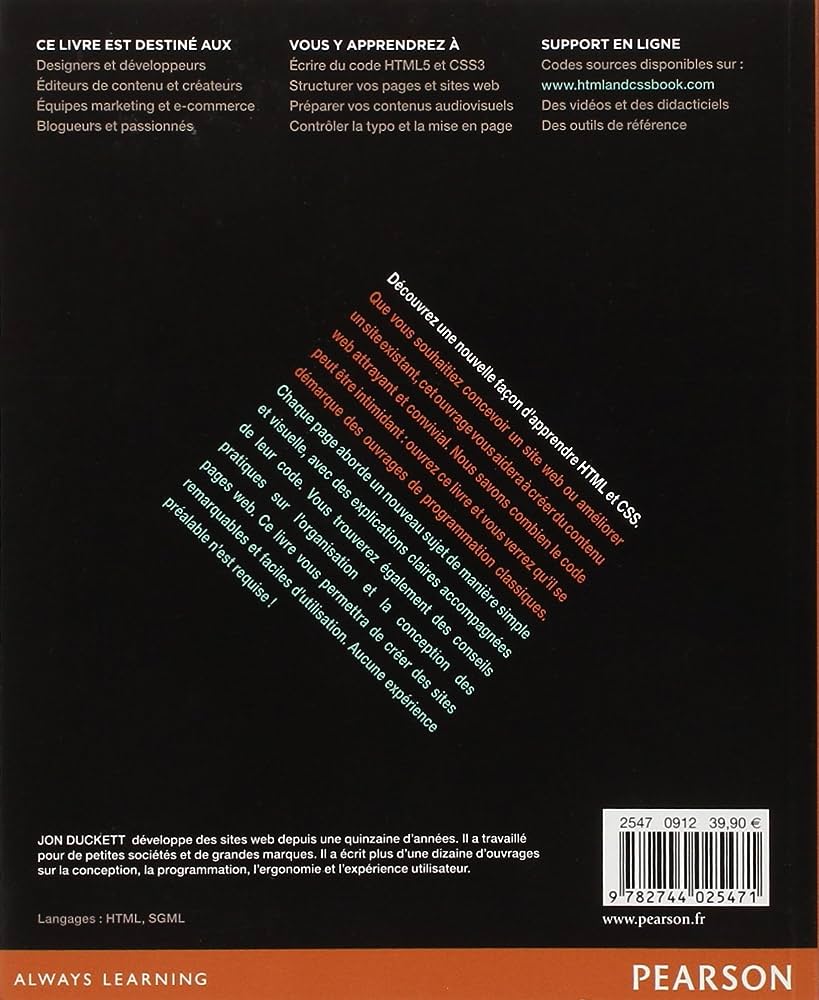 CE LIVRE EST DESTINÉ AUX
Designers et développeurs
Éditeurs de contenu et créateurs
Équipes marketing et e-commerce
Blogueurs et passionnés
VOUS Y APPRENDREZ À
Écrire du code HTML5 et CSS3
Structurer vos pages et sites web
Préparer vos contenus audiovisuels
Contrôler la typo et la mise en page
SUPPORT EN LIGNE
Codes sources disponibles sur :
www.htmlandcssbook.com
Des vidéos et des didacticiels
Des outils de référence
Découvrez une nouvelle façon d'apprendre HTML et CSS.
Que vous souhaitiez concevoir un site web ou améliorer
un site existant, cet ouvrage vous aidera à créer du contenu
web attrayant et convivial. Nous savons combien le code
peut être intimidant : ouvrez ce livre et vous verrez qu'il se
démarque des ouvrages de programmation classiques.
Chaque page aborde un nouveau sujet de manière simple
et visuelle, avec des explications claires accompagnées
de leur code. Vous trouverez également des conseils
pratiques sur l'organisation et la conception des
pages web. Ce livre vous permettra de créer des sites
remarquables et faciles d'utilisation. Aucune expérience
préalable n'est requise !
JON DUCKETT développe des sites web depuis une quinzaine d'années. Il a travaillé
pour de petites sociétés et de grandes marques. Il a écrit plus d'une dizaine d'ouvrages
sur la conception, la programmation, l'ergonomie et l'expérience utilisateur.
Langages : HTML, SGML
2547 0912 39,90 €
9 782744 025471
www.pearson.fr
ALWAYS LEARNING
PEARSON